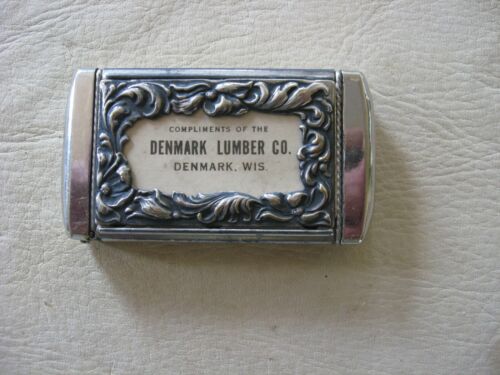 COMPLIMENTS OF THE
DENMARK LUMBER CO.
DENMARK, WIS.